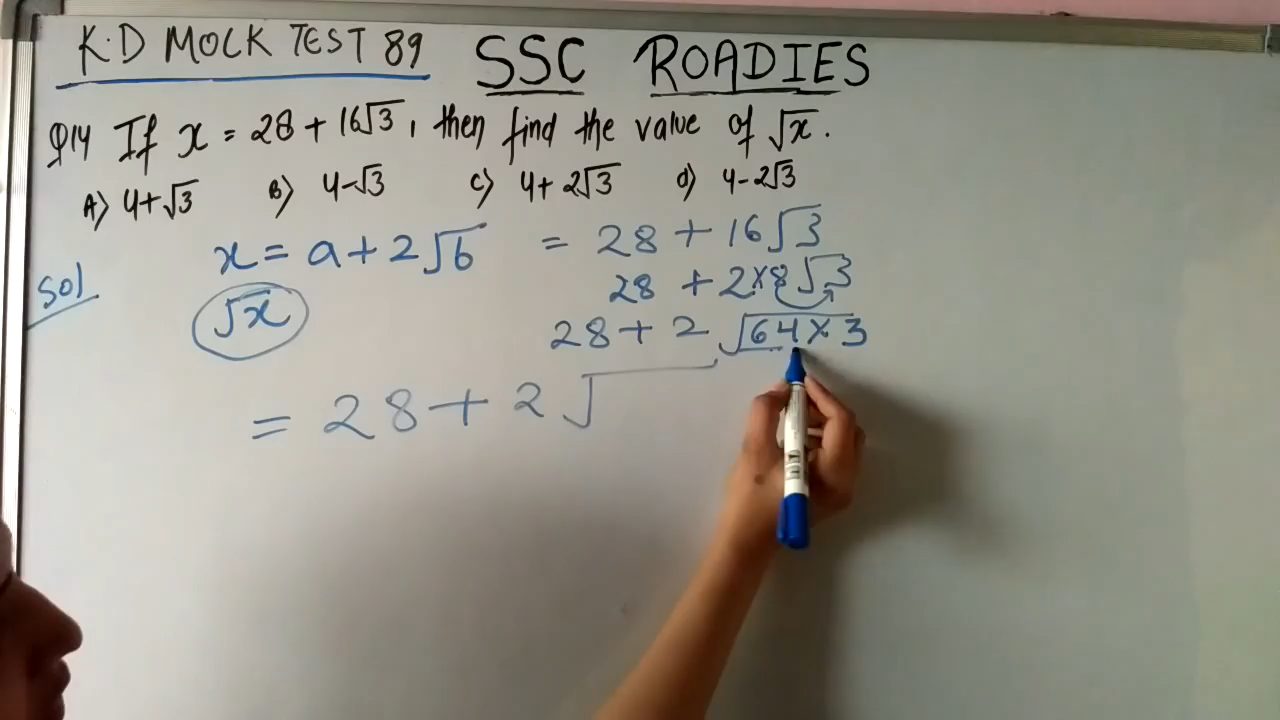 K.D MOCK TEST 89 SSC ROADIES
Q14 If x = 28 + 16√3, then find the value of √x.
A) 4+√3 B) 4-√3 C) 4+2√3 d) 4-2√3
Sol x = a + 2√b = 28 + 16√3
28 + 2×8√3
√x 28 + 2 √64×3
= 28 + 2 √